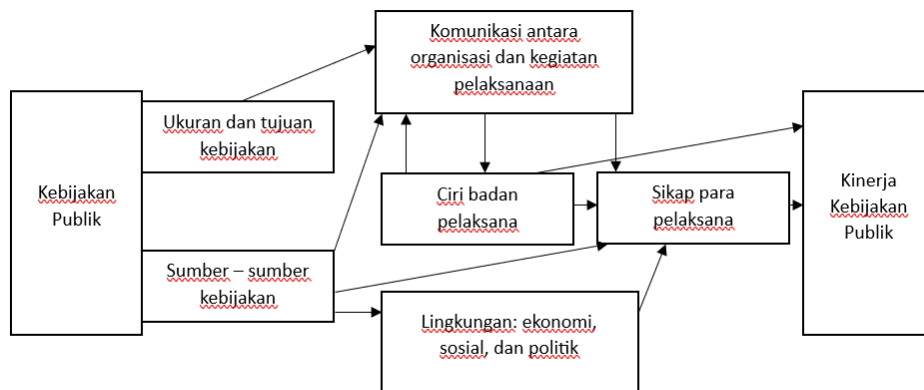 Komunikasi antara
organisasi dan kegiatan
pelaksanaan
Ukuran dan tujuan
kebijakan
Kebijakan
Publik
Ciri badan
pelaksana
Sikap para
pelaksana
Kinerja
Kebijakan
Publik
Sumber – sumber
kebijakan
Lingkungan: ekonomi,
sosial, dan politik